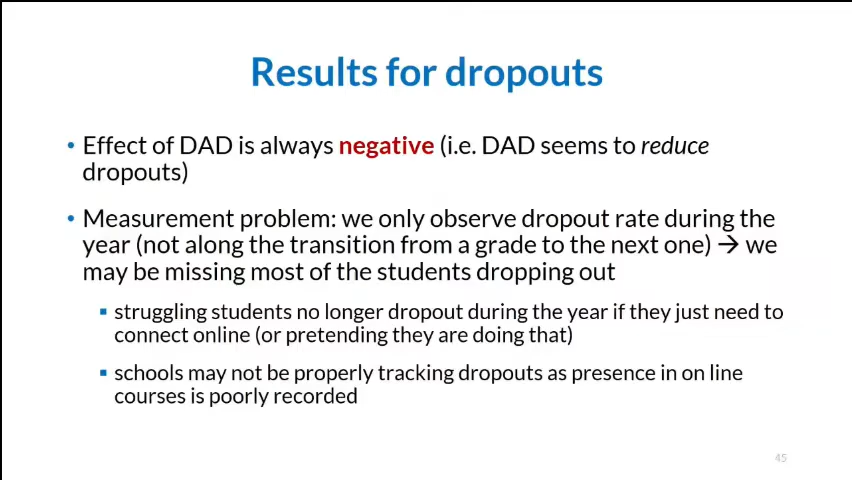 Results for dropouts
• Effect of DAD is always negative (i.e. DAD seems to reduce
dropouts)
• Measurement problem: we only observe dropout rate during the
year (not along the transition from a grade to the next one) → we
may be missing most of the students dropping out
▪ struggling students no longer dropout during the year if they just need to
connect online (or pretending they are doing that)
▪ schools may not be properly tracking dropouts as presence in on line
courses is poorly recorded
45